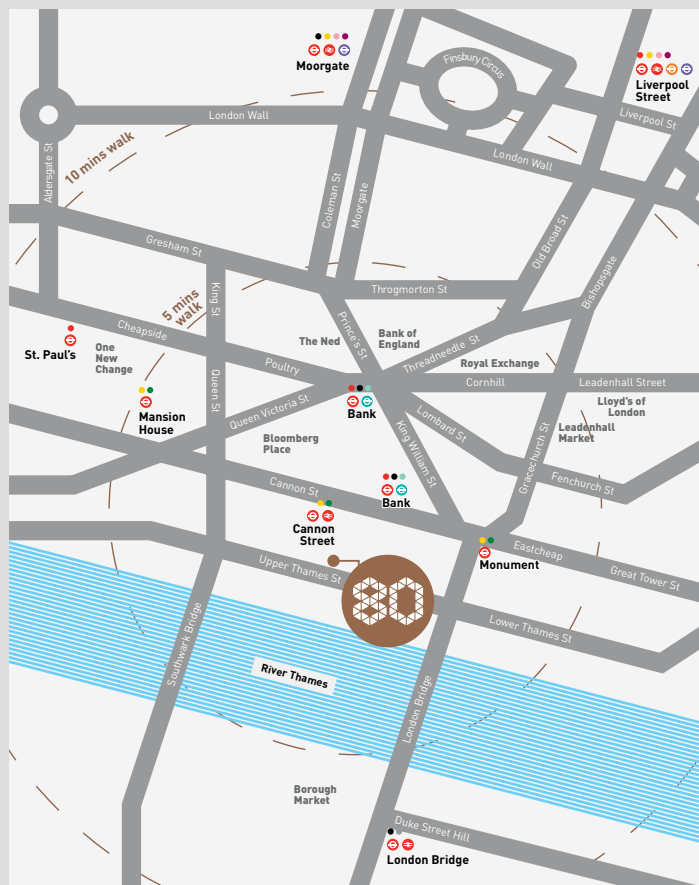 Moorgate
Finsbury Circus
Liverpool
Street
London Wall
Liverpool St
10 mins walk
Aldersgate St
London Wall
Coleman St
Moorgate
Old Broad St
Gresham St
Bishopsgate
King St
Throgmorton St
5 mins
walk
Cheapside
Prince's St
The Ned
Bank of
England
Threadneedle St
St. Paul's
One
New
Change
Poultry
Royal Exchange
Cornhill
Leadenhall Street
Mansion
House
Queen St
Queen Victoria St
Bank
Lombard St
Lloyd's of
London
Leadenhall
Market
Bloomberg
Place
King William St
Gracechurch St
Cannon St
Bank
Fenchurch St
Cannon
Street
Monument
Eastcheap
Great Tower St
Upper Thames St
90
Lower Thames St
Southwark Bridge
River Thames
London Bridge
Borough
Market
Duke Street Hill
London Bridge